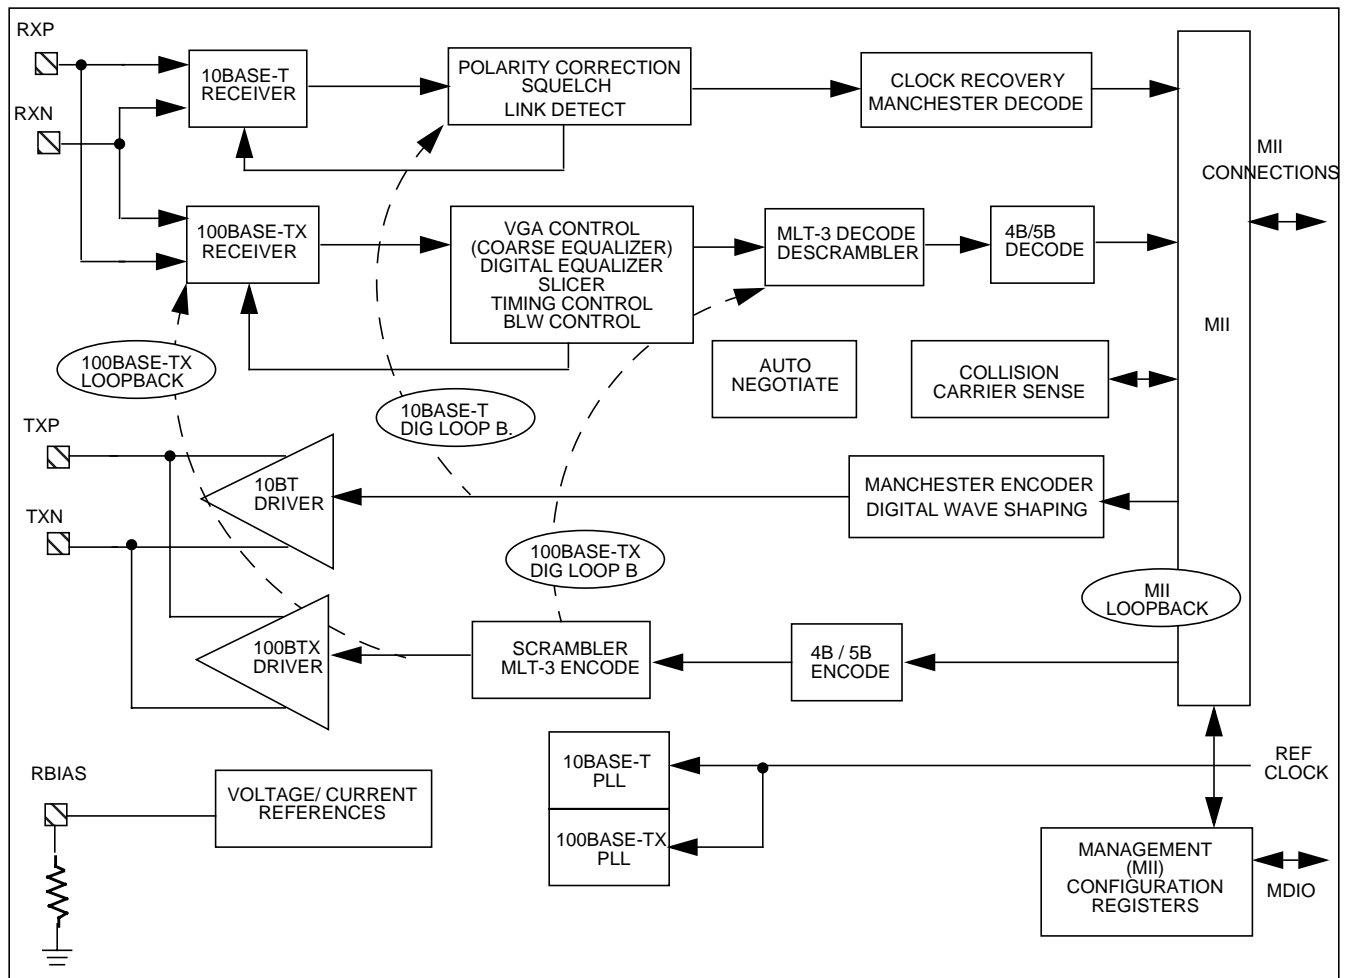 RXP
10BASE-T
RECEIVER
POLARITY CORRECTION
SQUELCH
LINK DETECT
CLOCK RECOVERY
MANCHESTER DECODE
RXN
MII
CONNECTIONS
100BASE-TX
RECEIVER
VGA CONTROL
(COARSE EQUALIZER)
DIGITAL EQUALIZER
SLICER
TIMING CONTROL
BLW CONTROL
MLT-3 DECODE
DESCRAMBLER
4B/5B
DECODE
MII
100BASE-TX
LOOPBACK
AUTO
NEGOTIATE
COLLISION
CARRIER SENSE
10BASE-T
DIG LOOP B.
TXP
10BT
DRIVER
MANCHESTER ENCODER
DIGITAL WAVE SHAPING
TXN
100BASE-TX
DIG LOOP B
MII
LOOPBACK
100BTX
DRIVER
SCRAMBLER
MLT-3 ENCODE
4B / 5B
ENCODE
RBIAS
VOLTAGE/ CURRENT
REFERENCES
10BASE-T
PLL
REF
CLOCK
100BASE-TX
PLL
MANAGEMENT
(MII)
CONFIGURATION
REGISTERS
MDIO